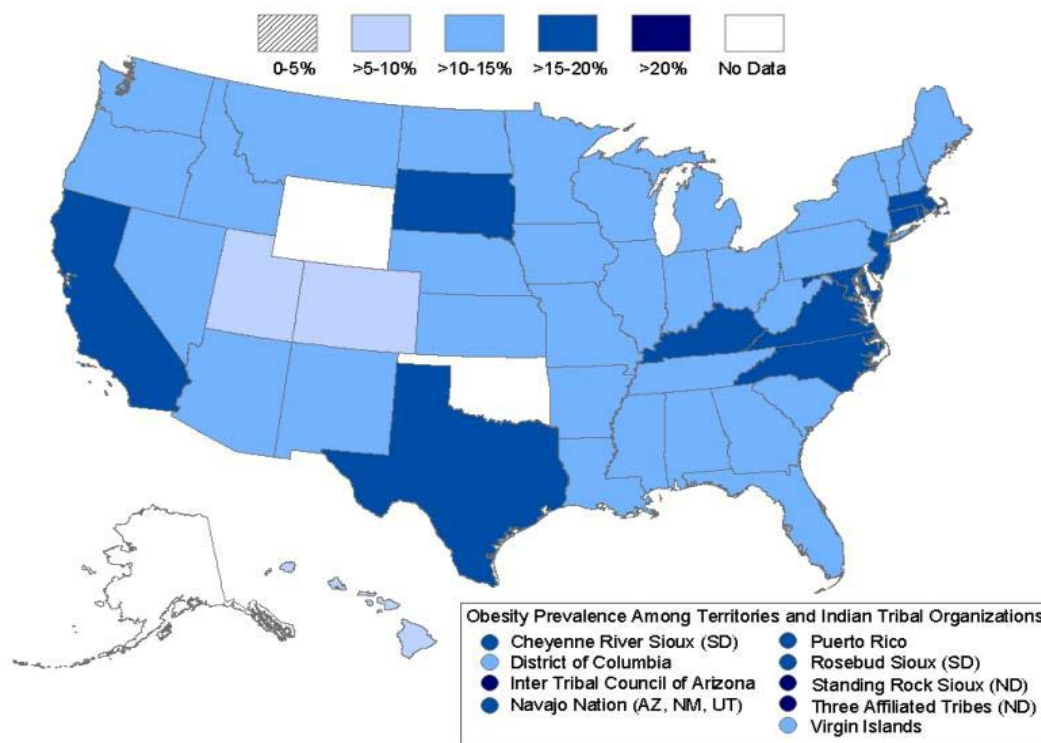 0-5% >5-10% >10-15% >15-20% >20% No Data
Obesity Prevalence Among Territories and Indian Tribal Organizations
Cheyenne River Sioux (SD)
District of Columbia
Inter Tribal Council of Arizona
Navajo Nation (AZ, NM, UT)
Puerto Rico
Rosebud Sioux (SD)
Standing Rock Sioux (ND)
Three Affiliated Tribes (ND)
Virgin Islands